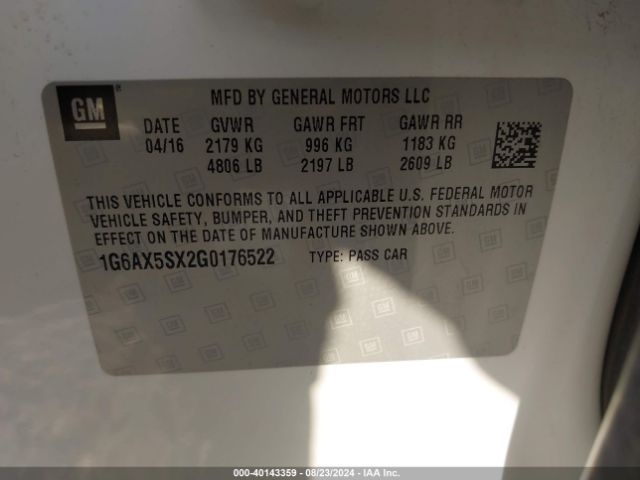 GM ®
MFD BY GENERAL MOTORS LLC
DATE GVWR GAWR FRT GAWR RR
04/16 2179 KG 996 KG 1183 KG
4806 LB 2197 LB 2609 LB
THIS VEHICLE CONFORMS TO ALL APPLICABLE U.S. FEDERAL MOTOR
VEHICLE SAFETY, BUMPER, AND THEFT PREVENTION STANDARDS IN
EFFECT ON THE DATE OF MANUFACTURE SHOWN ABOVE.
1G6AX5SX2G0176522 TYPE: PASS CAR
000-40143359 - 08/23/2024 - IAAI.COM